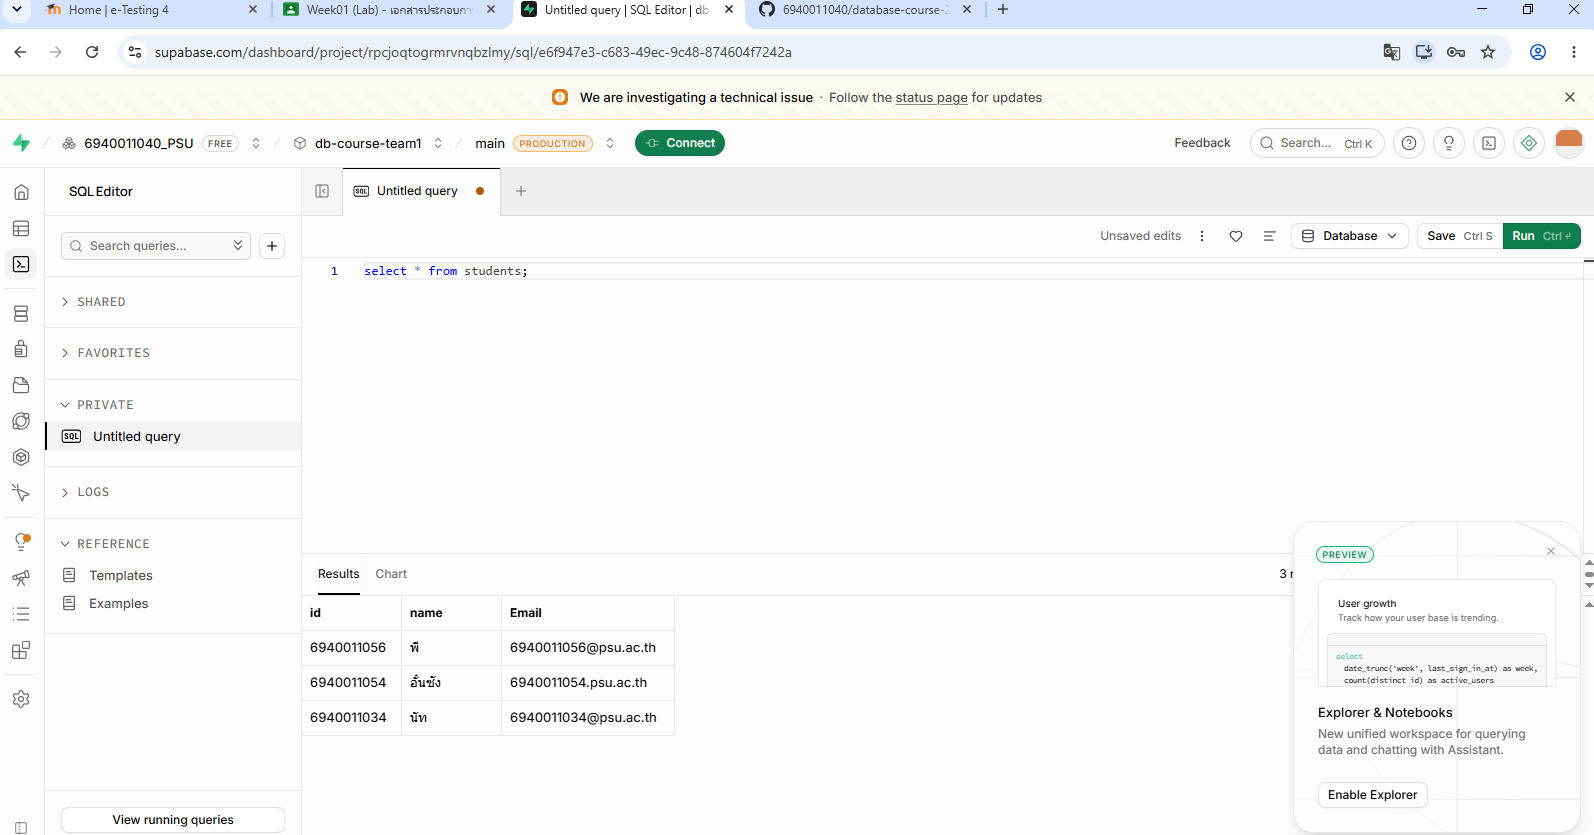 Home | e-Testing 4
Week01 (Lab) - เอกสารประกอบกา
Untitled query | SQL Editor | db-
6940011040/database-course-2
supabase.com/dashboard/project/rpcjoqtogrmrvnqbzlmy/sql/e6f947e3-c683-49ec-9c48-874604f7242a
We are investigating a technical issue · Follow the status page for updates
6940011040_PSU FREE / db-course-team1 / main PRODUCTION Connect
Feedback Search... Ctrl K
SQL Editor
SQL Untitled query
Search queries...
Unsaved edits Database Save Ctrl S Run Ctrl ↵
1 select * from students;
SHARED
FAVORITES
PRIVATE
SQL Untitled query
LOGS
REFERENCE
Templates
Examples
View running queries
Results Chart 3 r
id name Email
6940011056 พี 6940011056@psu.ac.th
6940011054 อั่นซัง 6940011054.psu.ac.th
6940011034 นัท 6940011034@psu.ac.th
PREVIEW
User growth
Track how your user base is trending.
select
date_trunc('week', last_sign_in_at) as week,
count(distinct id) as active_users
Explorer & Notebooks
New unified workspace for querying
data and chatting with Assistant.
Enable Explorer